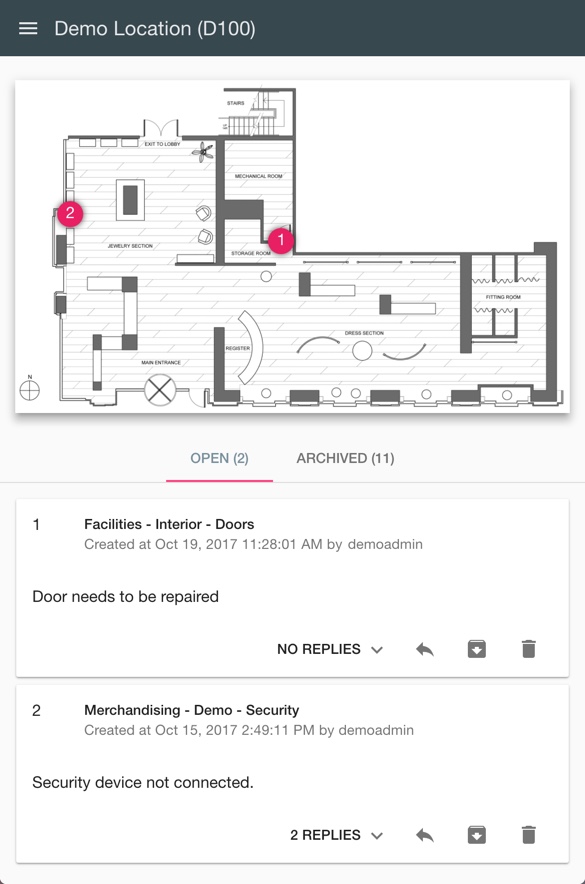 Demo Location (D100)
STAIRS
EXIT TO LOBBY
MECHANICAL ROOM
2
1
JEWELRY SECTION
STORAGE ROOM
FITTING ROOM
DRESS SECTION
REGISTER
MAIN ENTRANCE
N
OPEN (2)
ARCHIVED (11)
1
Facilities - Interior - Doors
Created at Oct 19, 2017 11:28:01 AM by demoadmin
Door needs to be repaired
NO REPLIES
2
Merchandising - Demo - Security
Created at Oct 15, 2017 2:49:11 PM by demoadmin
Security device not connected.
2 REPLIES